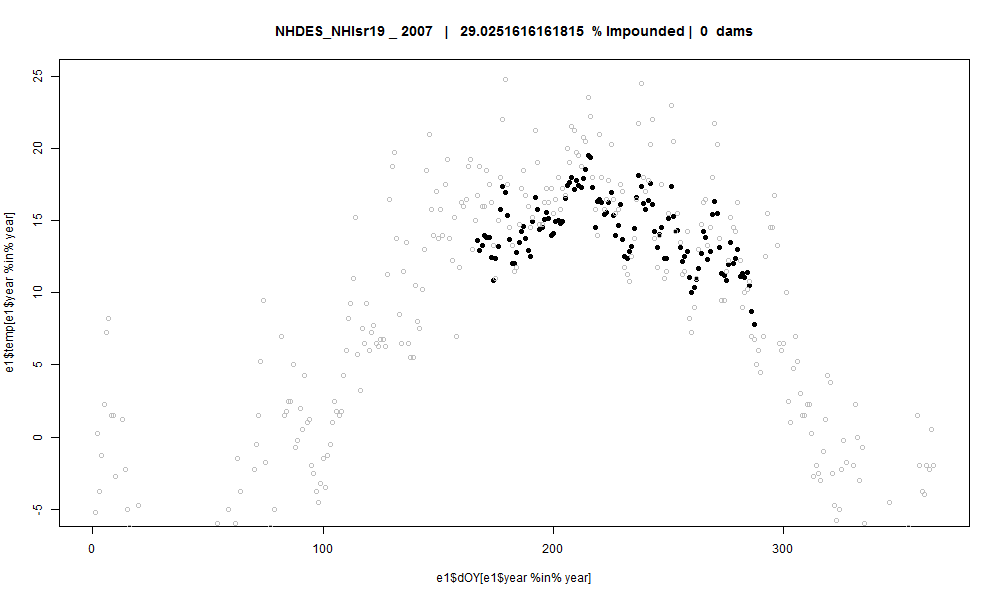 NHDES_NHlsr19 _ 2007 | 29.0251616161815 % Impounded | 0 dams
e1$temp[e1$year %in% year]
25
20
15
10
5
0
-5
0 100 200 300
e1$dOY[e1$year %in% year]